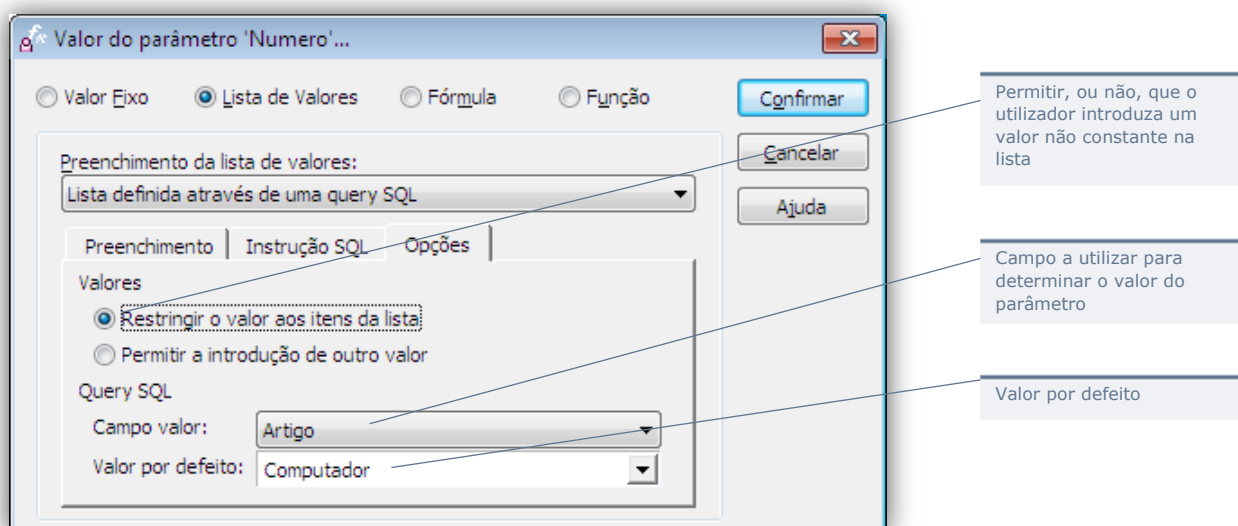 Valor do parâmetro 'Numero'...
Valor Fixo
Lista de Valores
Fórmula
Função
Confirmar
Cancelar
Ajuda
Preenchimento da lista de valores:
Lista definida através de uma query SQL
Preenchimento
Instrução SQL
Opções
Valores
Restringir o valor aos itens da lista
Permitir a introdução de outro valor
Query SQL
Campo valor:
Artigo
Valor por defeito:
Computador
Permitir, ou não, que o
utilizador introduza um
valor não constante na
lista
Campo a utilizar para
determinar o valor do
parâmetro
Valor por defeito